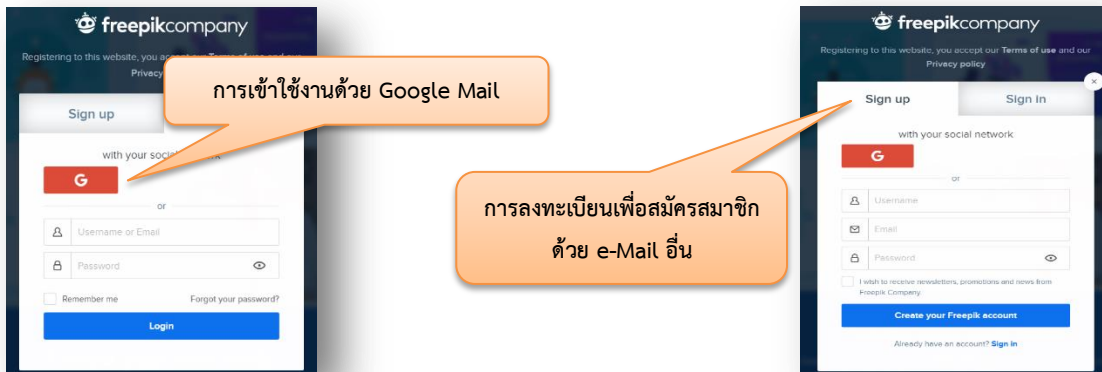 freepikcompany
Registering to this website, you accept our Terms of use and our
Privacy
Sign up
การเข้าใช้งานด้วย Google Mail
with your social network
G
or
Username or Email
Password
Remember me
Forgot your password?
Login
freepikcompany
Registering to this website, you accept our Terms of use and our
Privacy policy
Sign up
Sign in
with your social network
G
or
Username
Email
Password
I wish to receive newsletters, promotions and news from
Freepik Company
Create your Freepik account
Already have an account? Sign in
การลงทะเบียนเพื่อสมัครสมาชิก
ด้วย e-Mail อื่น